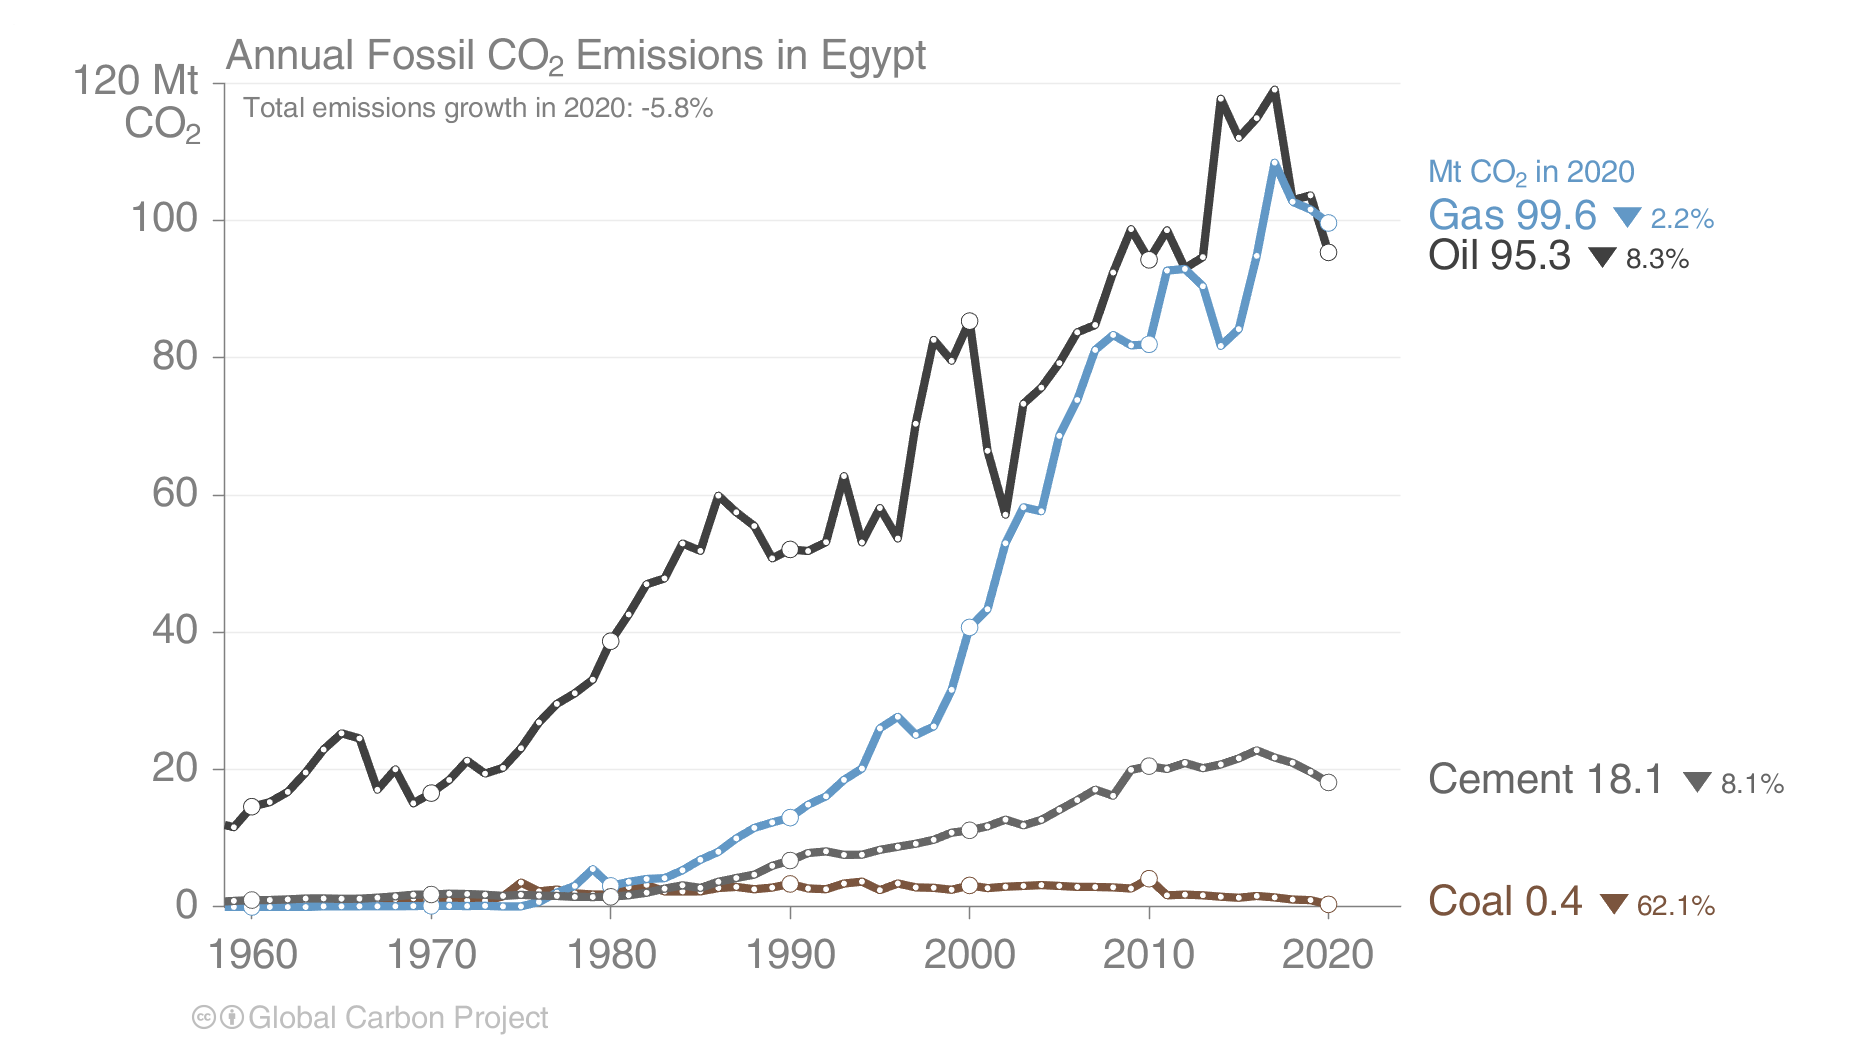 Annual Fossil CO₂ Emissions in Egypt
120 Mt
CO₂
Total emissions growth in 2020: -5.8%
100
80
60
40
20
0
Mt CO₂ in 2020
Gas 99.6 ▼ 2.2%
Oil 95.3 ▼ 8.3%
Cement 18.1 ▼ 8.1%
Coal 0.4 ▼ 62.1%
1960 1970 1980 1990 2000 2010 2020
cc Global Carbon Project